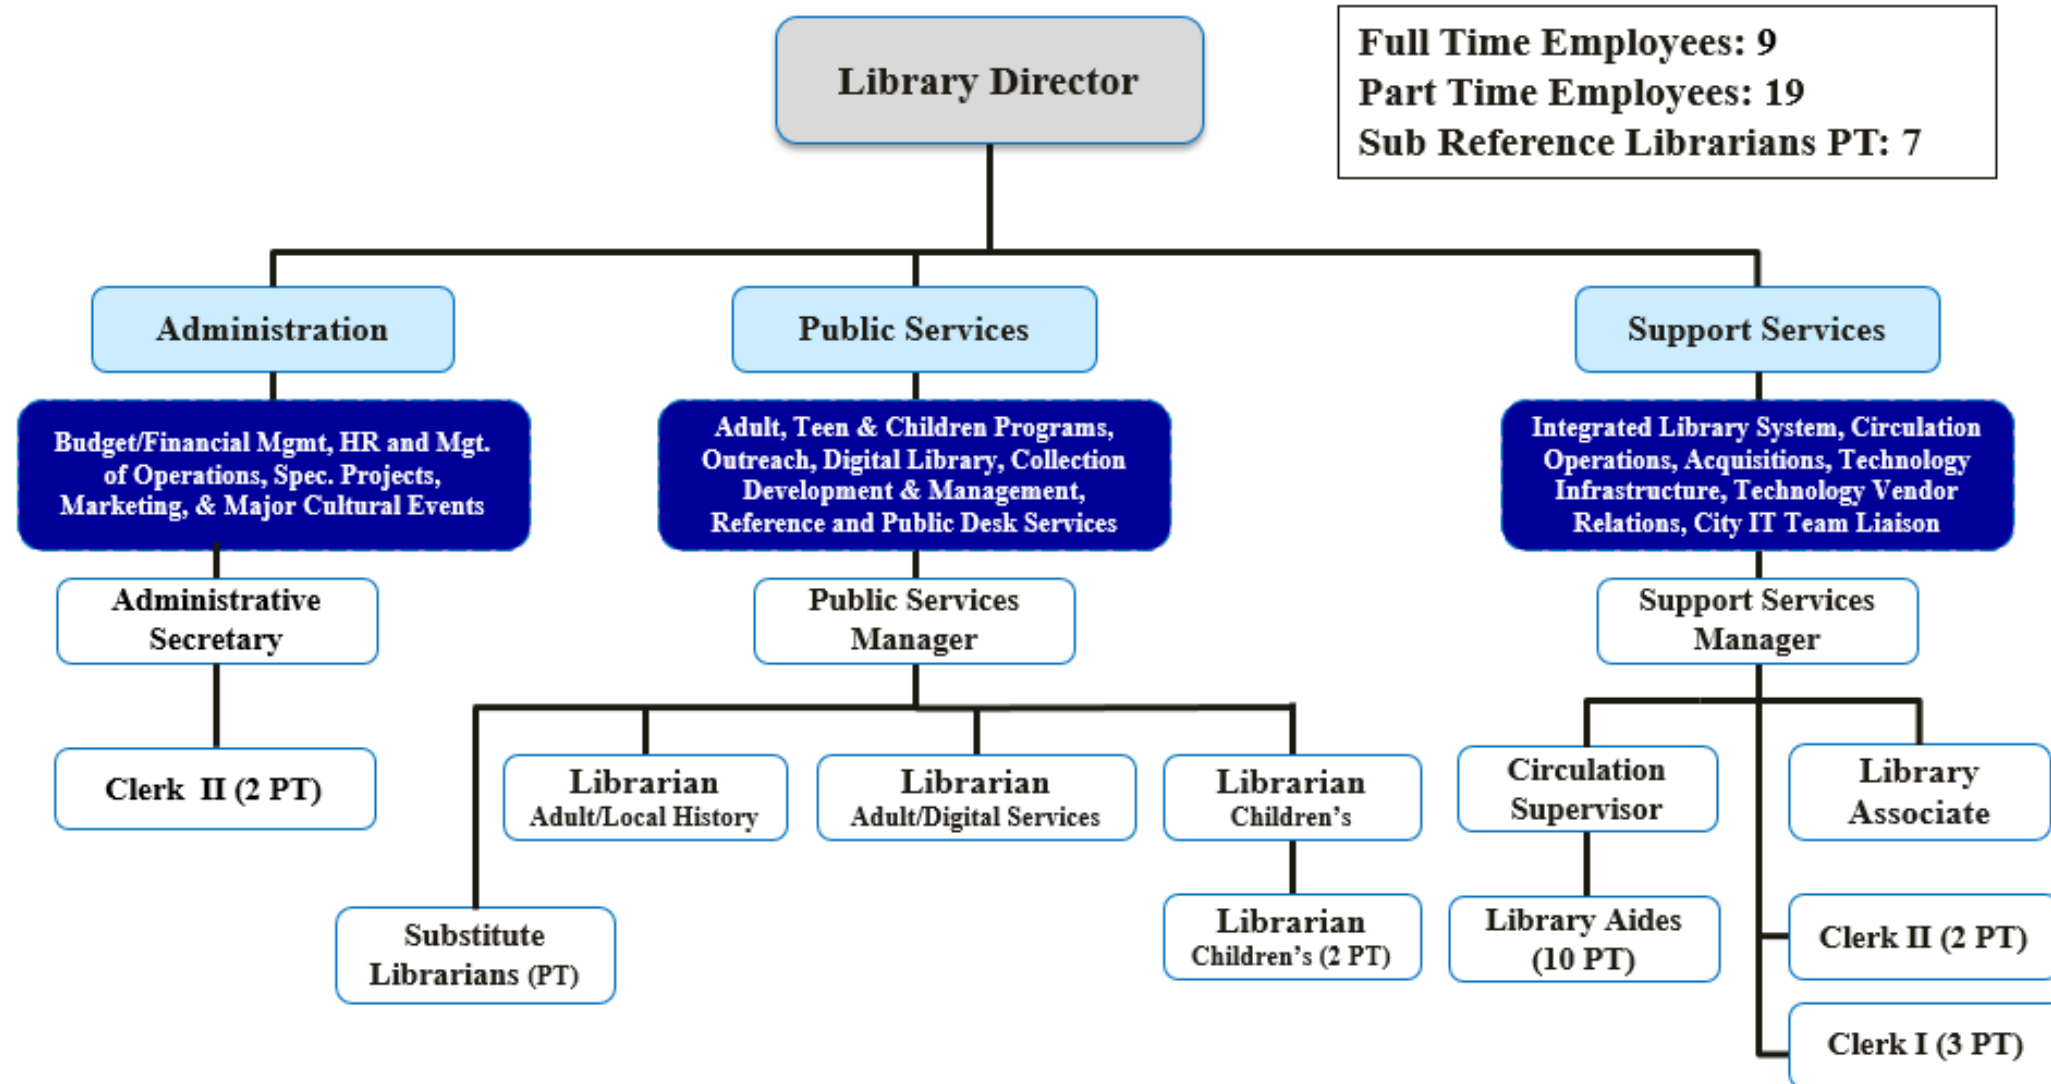 Library Director
Full Time Employees: 9
Part Time Employees: 19
Sub Reference Librarians PT: 7
Administration
Public Services
Support Services
Budget/Financial Mgmt, HR and Mgt.
of Operations, Spec. Projects,
Marketing, & Major Cultural Events
Adult, Teen & Children Programs,
Outreach, Digital Library, Collection
Development & Management,
Reference and Public Desk Services
Integrated Library System, Circulation
Operations, Acquisitions, Technology
Infrastructure, Technology Vendor
Relations, City IT Team Liaison
Administrative
Secretary
Public Services
Manager
Support Services
Manager
Clerk II (2 PT)
Librarian
Adult/Local History
Librarian
Adult/Digital Services
Librarian
Children's
Circulation
Supervisor
Library
Associate
Substitute
Librarians (PT)
Librarian
Children's (2 PT)
Library Aides
(10 PT)
Clerk II (2 PT)
Clerk I (3 PT)